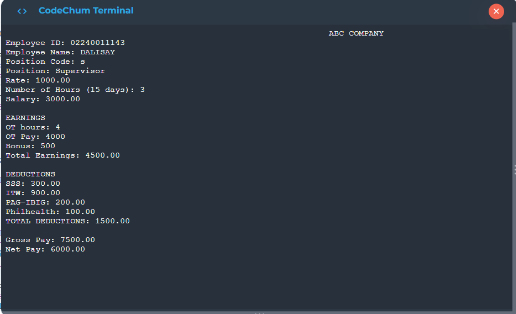 <> CodeChum Terminal
ABC COMPANY
Employee ID: 02240011143
Employee Name: DALISAY
Position Code: s
Position: Supervisor
Rate: 1000.00
Number of Hours (15 days): 3
Salary: 3000.00
EARNINGS
OT hours: 4
OT Pay: 4000
Bonus: 500
Total Earnings: 4500.00
DEDUCTIONS
SSS: 300.00
ITW: 900.00
PAG-IBIG: 200.00
Philhealth: 100.00
TOTAL DEDUCTIONS: 1500.00
Gross Pay: 7500.00
Net Pay: 6000.00